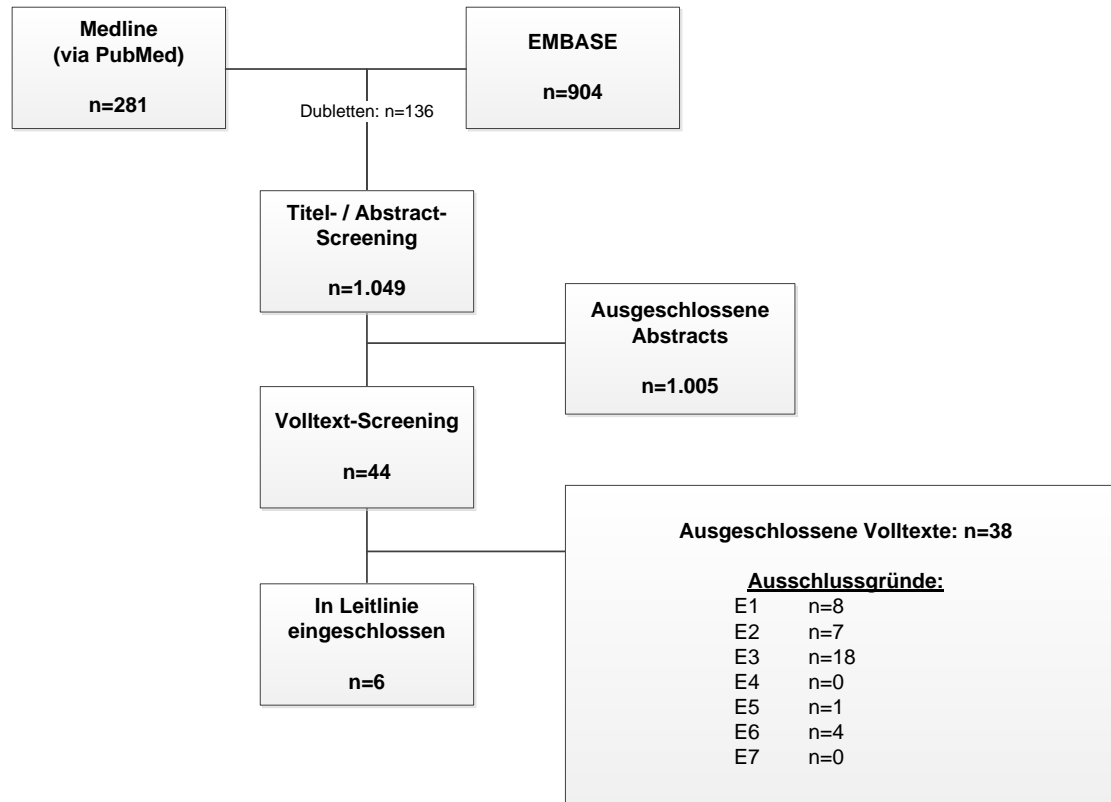 Medline
(via PubMed)
n=281
EMBASE
n=904
Dubletten: n=136
Titel- / Abstract-
Screening
n=1.049
Ausgeschlossene
Abstracts
n=1.005
Volltext-Screening
n=44
Ausgeschlossene Volltexte: n=38
Ausschlussgründe:
E1 n=8
E2 n=7
E3 n=18
E4 n=0
E5 n=1
E6 n=4
E7 n=0
In Leitlinie
eingeschlossen
n=6